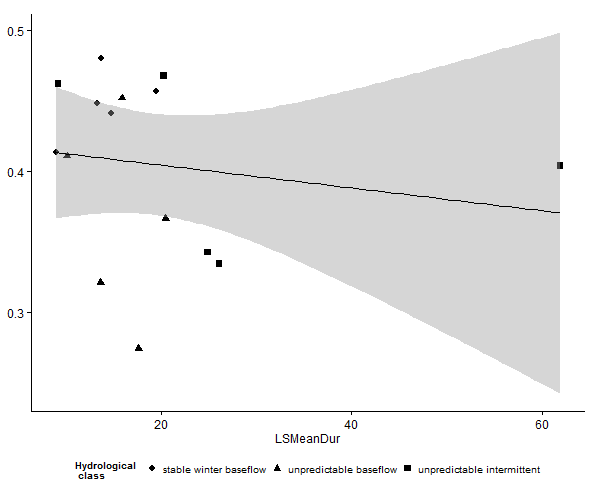 0.5
0.4
0.3
20 40 60
LSMeanDur
Hydrological
class
stable winter baseflow unpredictable baseflow unpredictable intermittent